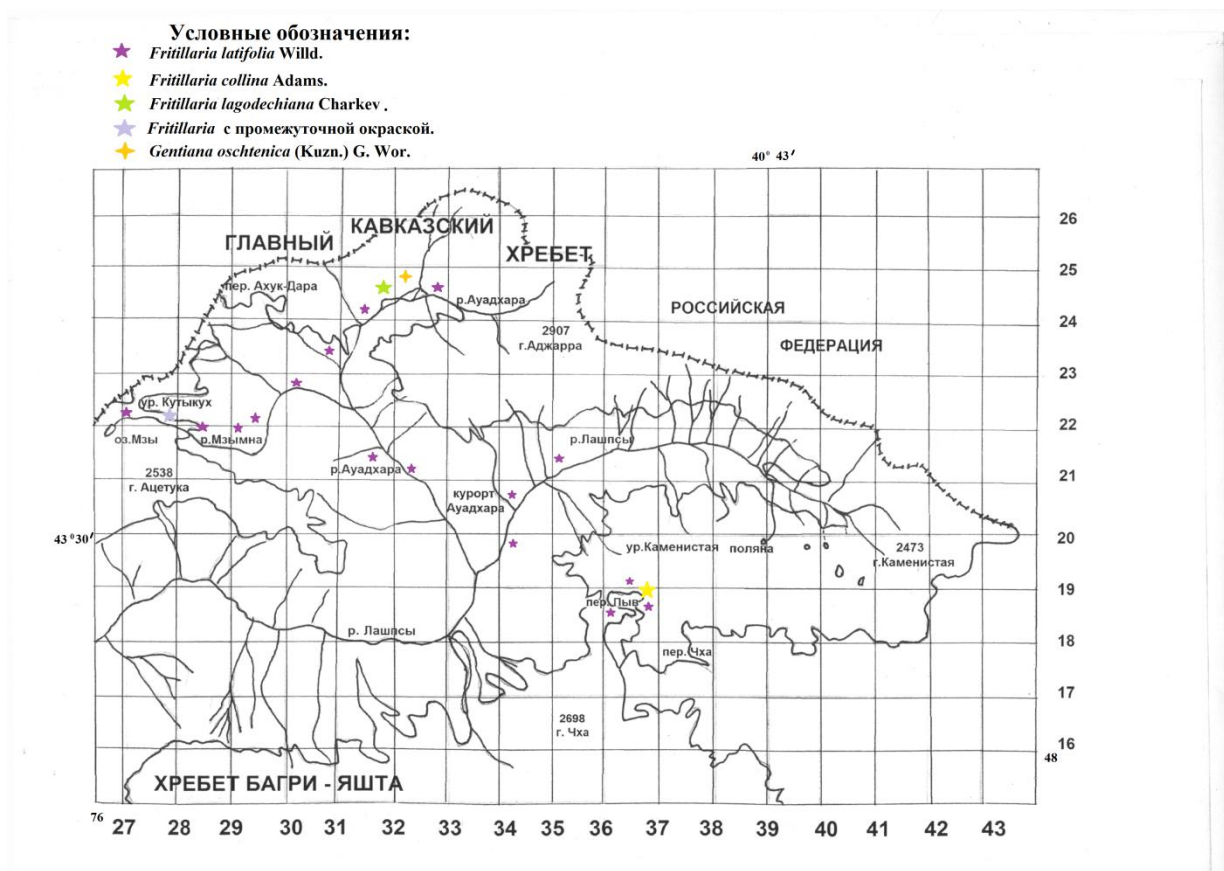 Условные обозначения:
Fritillaria latifolia Willd.
Fritillaria collina Adams.
Fritillaria lagodechiana Charkev .
Fritillaria с промежуточной окраской.
Gentiana oschtenica (Kuzn.) G. Wor.
40° 43′
26
КАВКАЗСКИЙ
ГЛАВНЫЙ
ХРЕБЕТ
25
пер. Ахук-Дара
р.Ауадхара
РОССИЙСКАЯ
24
2907
г.Аджарра
ФЕДЕРАЦИЯ
23
ур. Кутыкух
22
оз.Мзы
р.Мзымна
р.Лашпсы
2538
г. Ацетука
р.Ауадхара
21
курорт
Ауадхара
43 °30′
20
ур.Каменистая
поляна
2473
г.Каменистая
19
пер. Пыв
р. Лашпсы
18
пер. Чха
17
2698
г. Чха
16
48
ХРЕБЕТ БАГРИ - ЯШТА
76
27 28 29 30 31 32 33 34 35 36 37 38 39 40 41 42 43